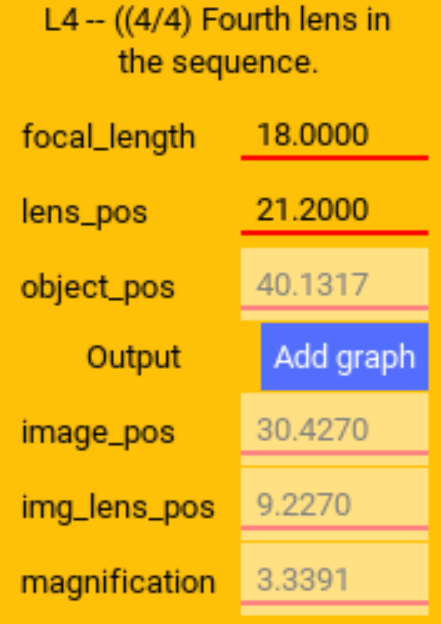 L4 -- ((4/4) Fourth lens in
the sequence.
focal_length 18.0000
lens_pos 21.2000
object_pos 40.1317
Output Add graph
image_pos 30.4270
img_lens_pos 9.2270
magnification 3.3391